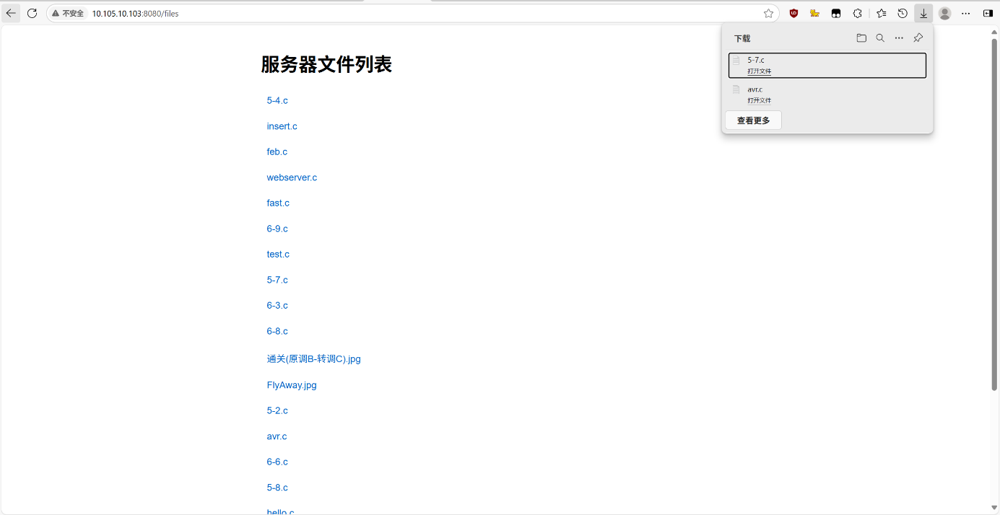 不安全 10.105.10.103:8080/files
下载
5-7.c
打开文件
avr.c
打开文件
查看更多
服务器文件列表
5-4.c
insert.c
feb.c
webserver.c
fast.c
6-9.c
test.c
5-7.c
6-3.c
6-8.c
通关(原调B-转调C).jpg
FlyAway.jpg
5-2.c
avr.c
6-6.c
5-8.c
hello.c